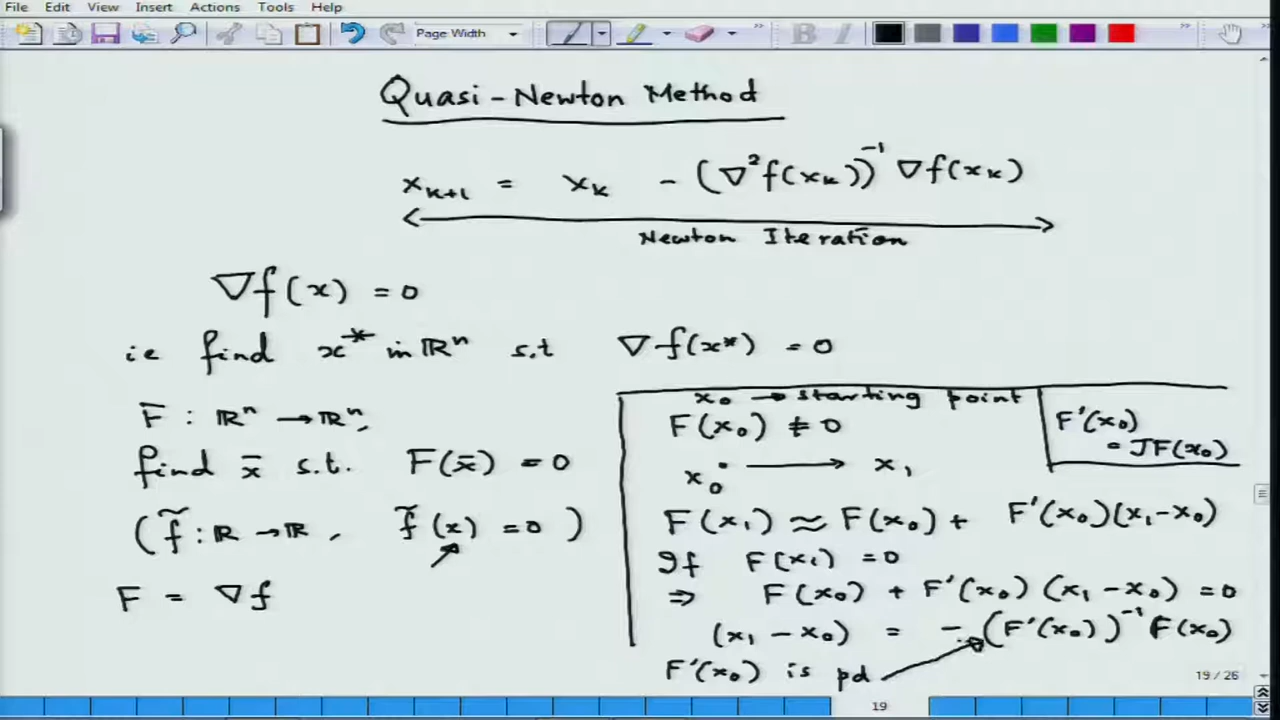 File Edit View Insert Actions Tools Help
Page Width
Quasi-Newton Method
x_{k+1} = x_k - (∇²f(x_k))^{-1} ∇f(x_k)
Newton Iteration
∇f(x) = 0
ie find x* in ℝⁿ s.t ∇f(x*) = 0
F : ℝⁿ → ℝⁿ,
find x̄ s.t. F(x̄) = 0
(f̃ : ℝ → ℝ, f̃(x) = 0)
F = ∇f
x₀ → starting point
F(x₀) ≠ 0
x₀ → x₁
F'(x₀)
= JF(x₀)
F(x₁) ≈ F(x₀) + F'(x₀)(x₁-x₀)
If F(x₁) = 0
⇒ F(x₀) + F'(x₀)(x₁-x₀) = 0
(x₁-x₀) = -(F'(x₀))^{-1} F(x₀)
F'(x₀) is pd
19 / 26
19